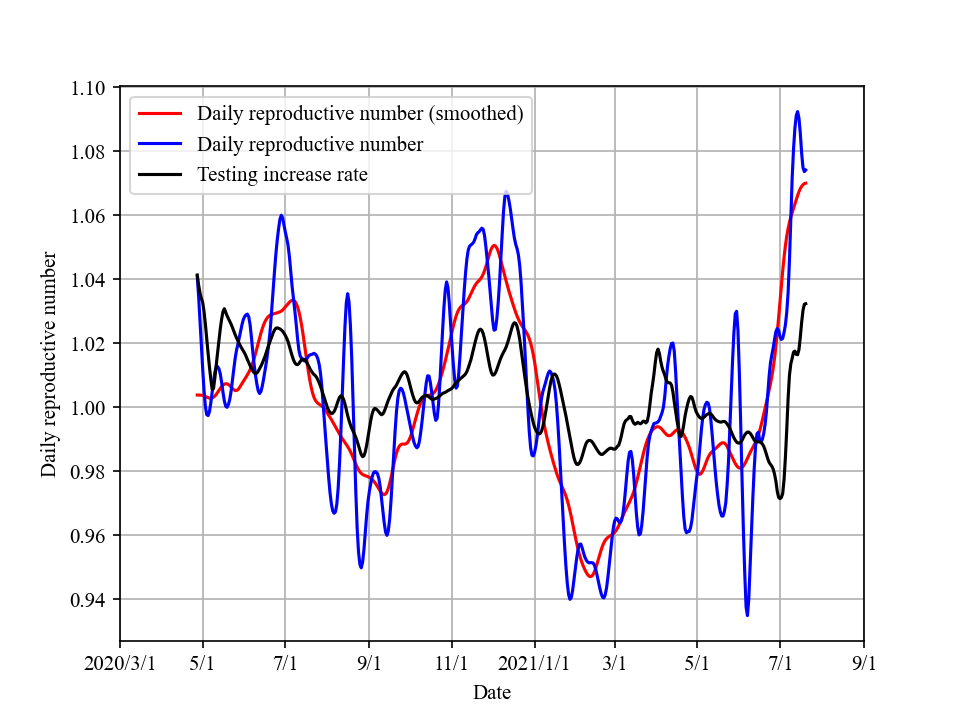 Daily reproductive number (smoothed)
Daily reproductive number
Testing increase rate
Daily reproductive number
1.10
1.08
1.06
1.04
1.02
1.00
0.98
0.96
0.94
2020/3/1 5/1 7/1 9/1 11/1 2021/1/1 3/1 5/1 7/1 9/1
Date